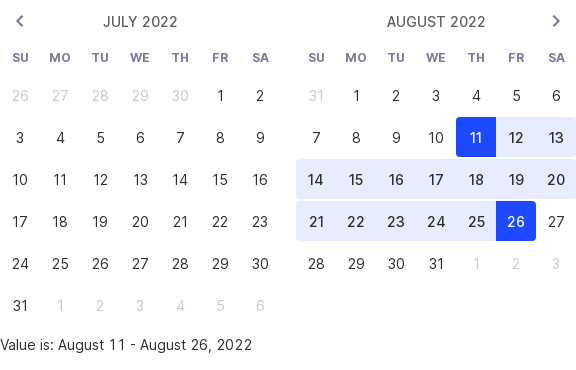 JULY 2022
SU MO TU WE TH FR SA
26 27 28 29 30 1 2
3 4 5 6 7 8 9
10 11 12 13 14 15 16
17 18 19 20 21 22 23
24 25 26 27 28 29 30
31 1 2 3 4 5 6
AUGUST 2022
SU MO TU WE TH FR SA
31 1 2 3 4 5 6
7 8 9 10 11 12 13
14 15 16 17 18 19 20
21 22 23 24 25 26 27
28 29 30 31 1 2 3
Value is: August 11 - August 26, 2022